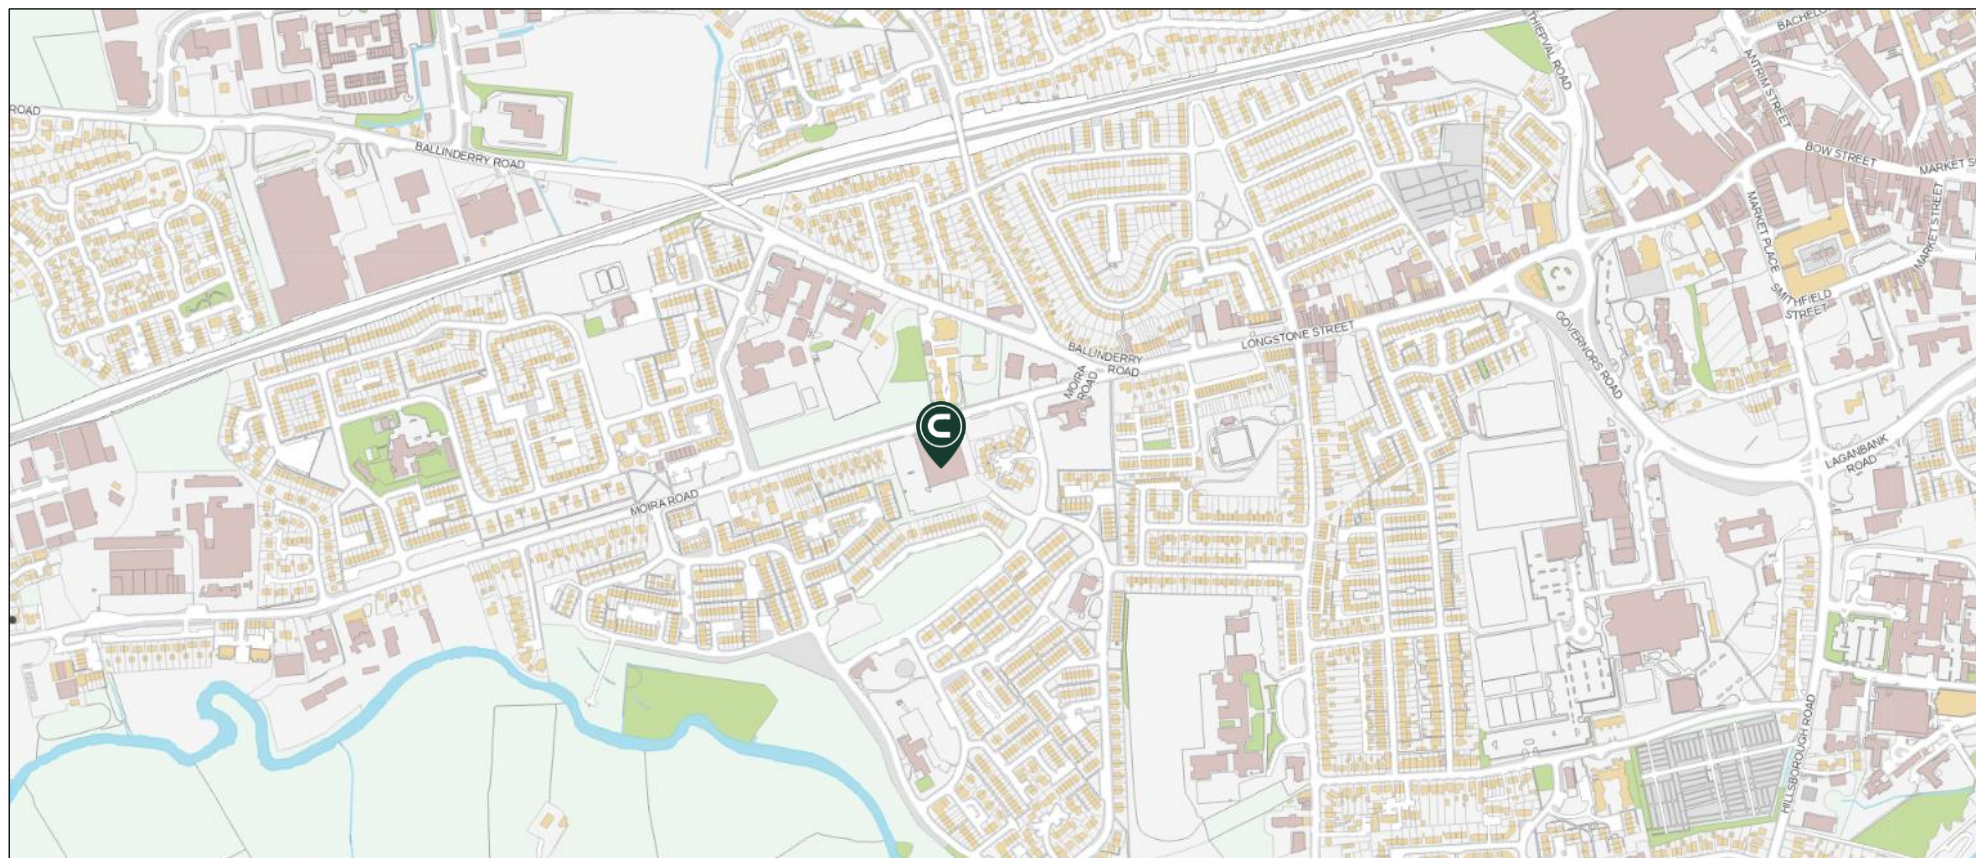 THIEPVAL ROAD
BACHELO
ANTRIM STREET
ROAD
BALLINDERRY ROAD
BOW STREET
MARKET SQ
MARKET PLACE
MARKET STREET
SMITHFIELD
STREET
LONGSTONE STREET
GOVERNORS ROAD
BALLINDERRY
ROAD
MOIRA
ROAD
C
LAGANBANK
ROAD
MOIRA ROAD
HILLSBOROUGH ROAD